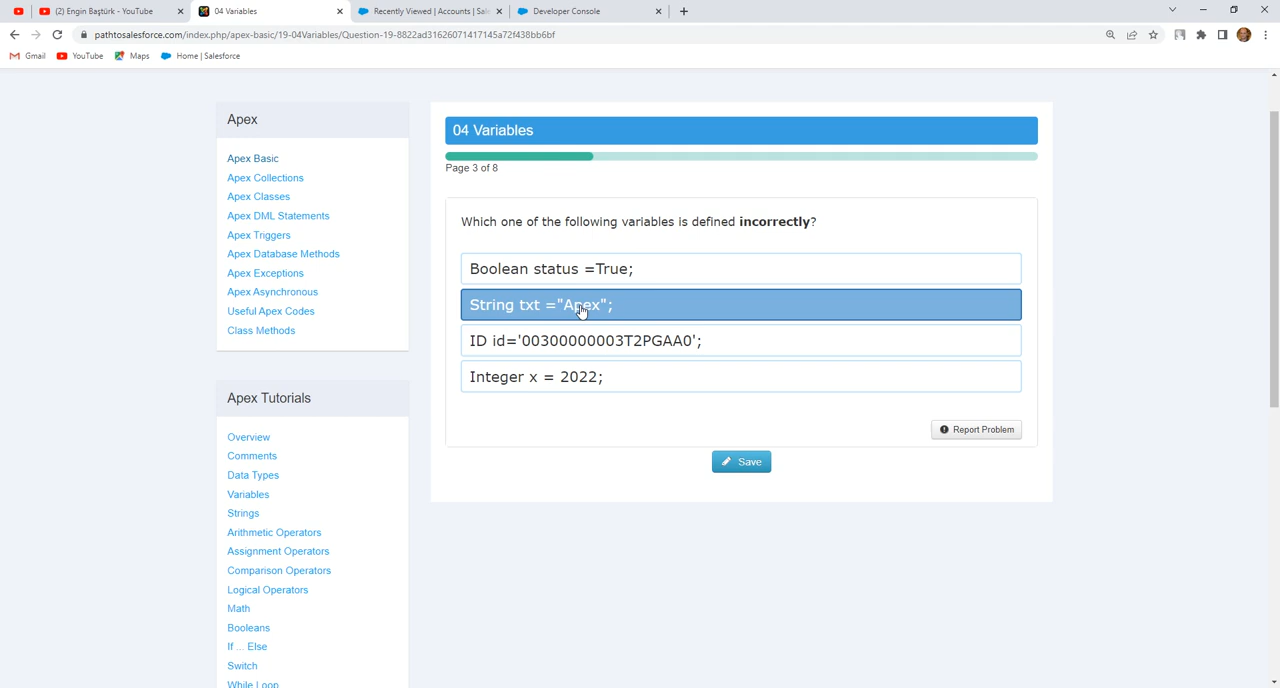 (2) Engin Baştürk - YouTube
04 Variables
Recently Viewed | Accounts | Sale
Developer Console
pathtosalesforce.com/index.php/apex-basic/19-04Variables/Question-19-8822ad31626071417145a72f438bb6bf
Gmail
YouTube
Maps
Home | Salesforce
Apex
Apex Basic
Apex Collections
Apex Classes
Apex DML Statements
Apex Triggers
Apex Database Methods
Apex Exceptions
Apex Asynchronous
Useful Apex Codes
Class Methods
Apex Tutorials
Overview
Comments
Data Types
Variables
Strings
Arithmetic Operators
Assignment Operators
Comparison Operators
Logical Operators
Math
Booleans
If ... Else
Switch
While Loop
04 Variables
Page 3 of 8
Which one of the following variables is defined incorrectly?
Boolean status =True;
String txt ="Apex";
ID id='00300000003T2PGAA0';
Integer x = 2022;
Report Problem
Save